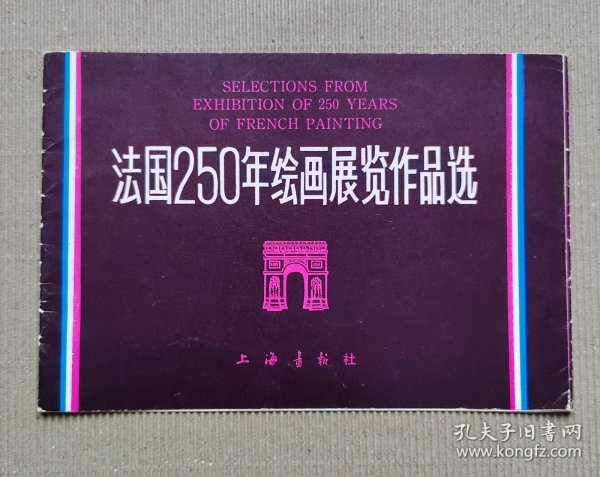 SELECTIONS FROM
EXHIBITION OF 250 YEARS
OF FRENCH PAINTING
法国250年绘画展览作品选
上海画报社
孔夫子旧书网
www.kongfz.com